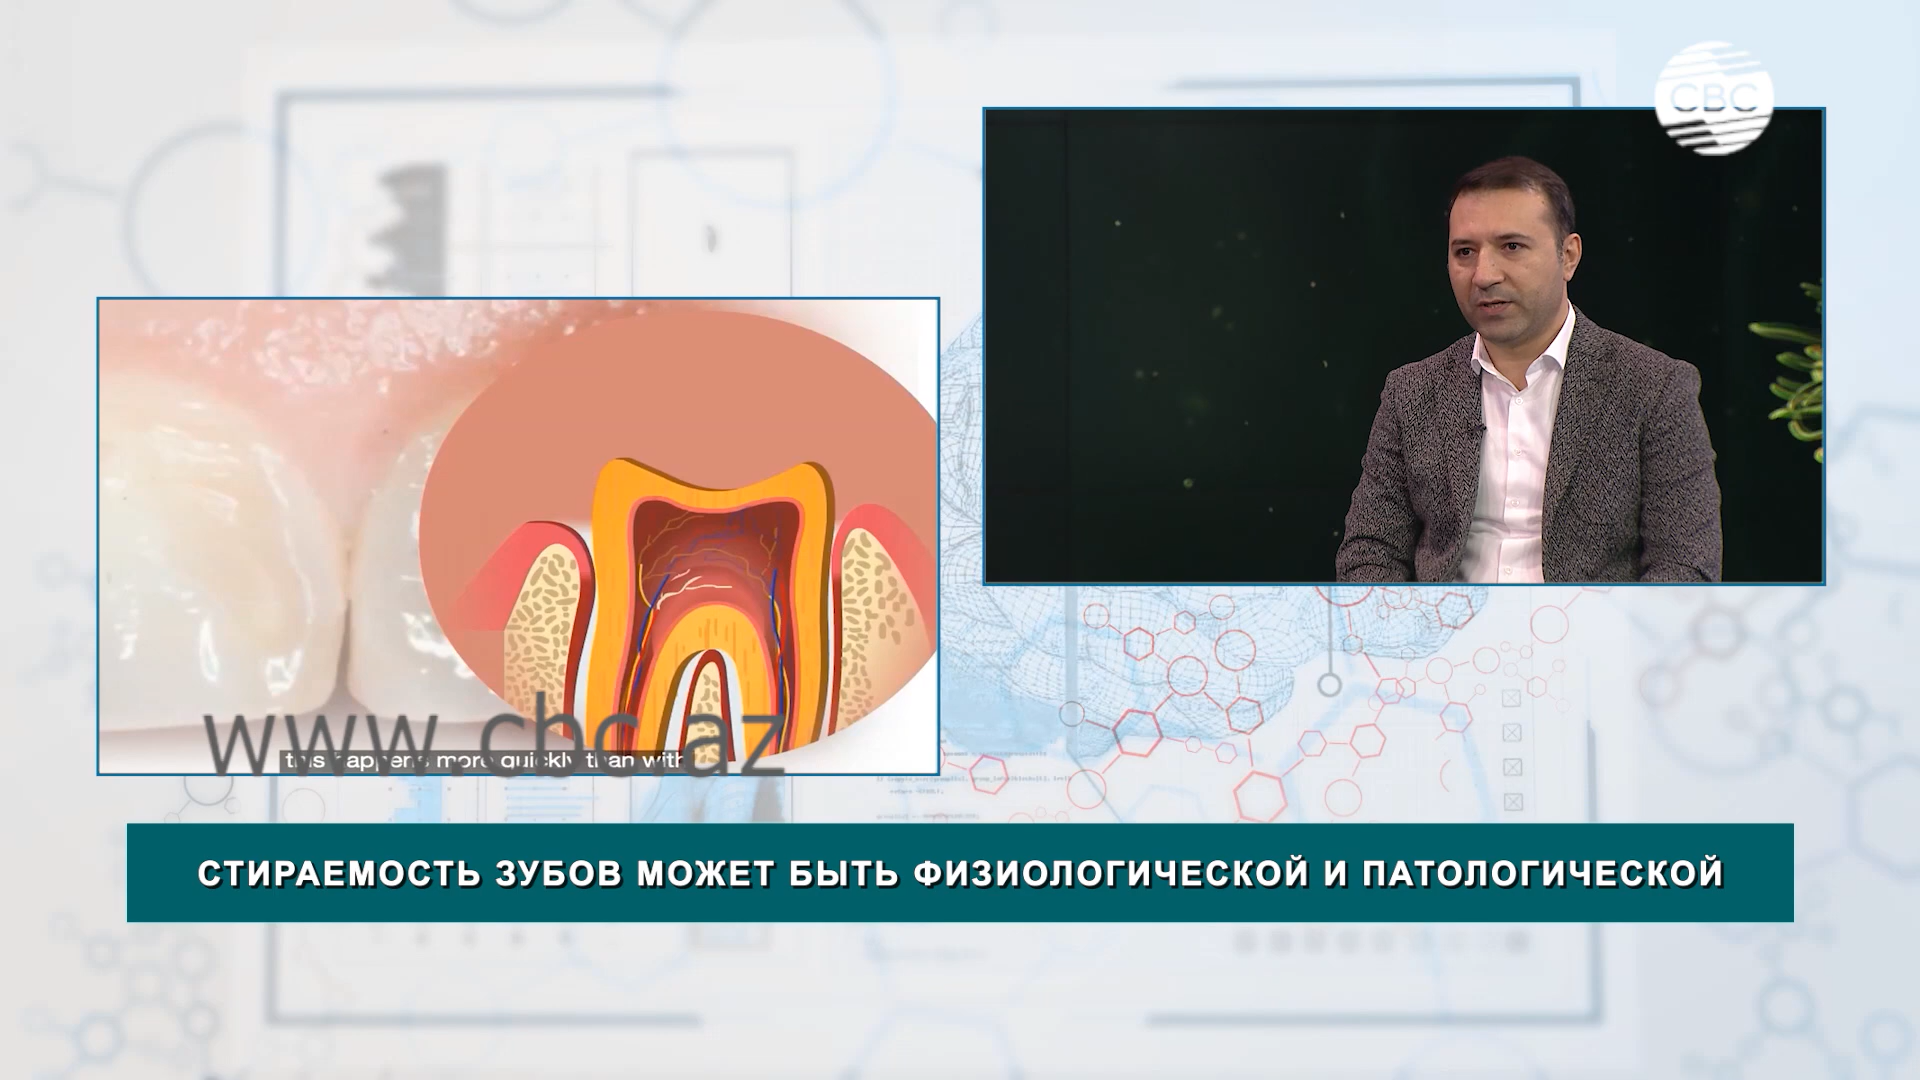 CBC
www.cbc.az
this happens more quickly than with
СТИРАЕМОСТЬ ЗУБОВ МОЖЕТ БЫТЬ ФИЗИОЛОГИЧЕСКОЙ И ПАТОЛОГИЧЕСКОЙ